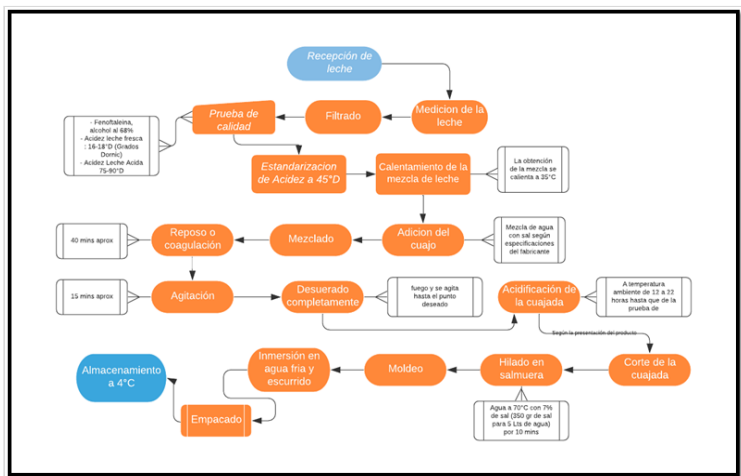 Recepción de
leche
Medicion de la
leche
Filtrado
Prueba de
calidad
- Fenoftaleina,
alcohol al 68%
- Acidez leche fresca
: 16-18°D (Grados
Dornic)
- Acidez Leche Acida
75-90°D
Estandarizacion
de Acidez a 45°D
Calentamiento de la
mezcla de leche
La obtención
de la mezcla se
calienta a 35°C
Adicion del
cuajo
Mezcla de agua
con sal según
especificaciones
del fabricante
Mezclado
Reposo o
coagulación
40 mins aprox
Agitación
15 mins aprox
Desuerado
completamente
fuego y se agita
hasta el punto
deseado
Acidificación de
la cuajada
A temperatura
ambiente de 12 a 22
horas hasta que de la
prueba de
Según la presentación del producto
Corte de la
cuajada
Hilado en
salmuera
Agua a 70°C con 7%
de sal (350 gr de sal
para 5 Lts de agua)
por 10 mins
Moldeo
Inmersión en
agua fria y
escurrido
Empacado
Almacenamiento
a 4°C